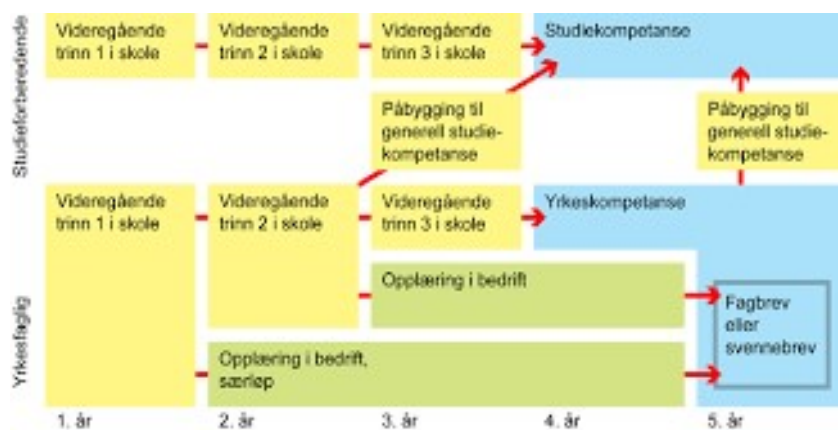 Studieforberedende
Videregående
trinn 1 i skole
Videregående
trinn 2 i skole
Videregående
trinn 3 i skole
Studiekompetanse
Påbygging til
generell studie-
kompetanse
Påbygging til
generell studie-
kompetanse
Yrkesfaglig
Videregående
trinn 1 i skole
Videregående
trinn 2 i skole
Videregående
trinn 3 i skole
Yrkeskompetanse
Opplæring i bedrift
Fagbrev
eller
svennebrev
Opplæring i bedrift,
særløp
1. år
2. år
3. år
4. år
5. år